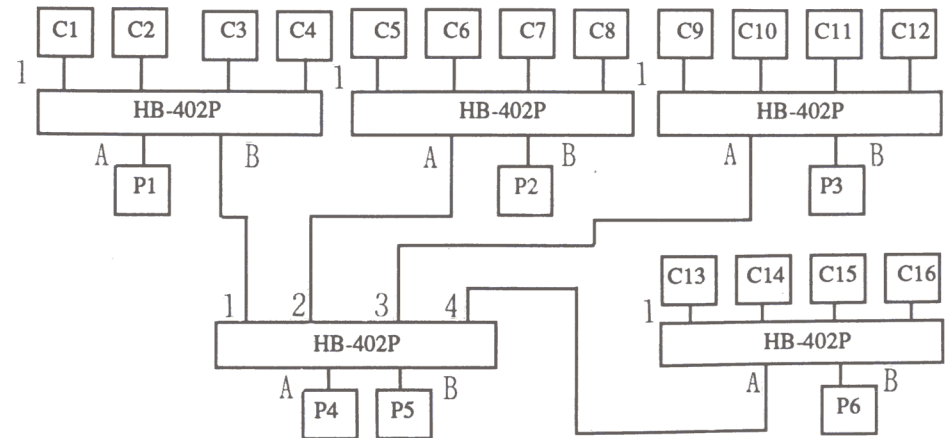 C1 C2 C3 C4 C5 C6 C7 C8 C9 C10 C11 C12
1 1 1
HB-402P HB-402P HB-402P
A B A B A B
P1 P2 P3
C13 C14 C15 C16
1 2 3 4 1
HB-402P HB-402P
A B A B
P4 P5 P6